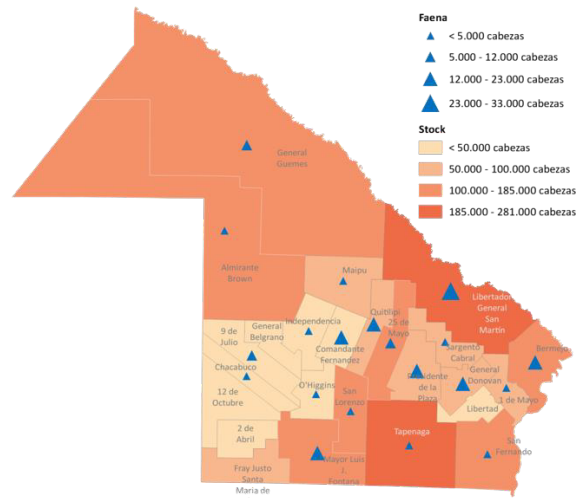 Faena
< 5.000 cabezas
5.000 - 12.000 cabezas
12.000 - 23.000 cabezas
23.000 - 33.000 cabezas
Stock
< 50.000 cabezas
50.000 - 100.000 cabezas
100.000 - 185.000 cabezas
185.000 - 281.000 cabezas
General
Guemes
Almirante
Brown
Maipu
Libertador
General
San
Martín
Quitilipi
25 de
Mayo
Independencia
General
Belgrano
9 de
Julio
Comandante
Fernandez
Sargento
Cabral
Bermejo
Chacabuco
12 de
Octubre
O'Higgins
San
Lorenso
Presidente
de la
Plaza
General
Donovan
1 de Mayo
Libertad
2 de
Abril
Tapenaga
San
Fernando
Fray Justo
Santa
Maria de
Mayor Luis
J.
Fontana